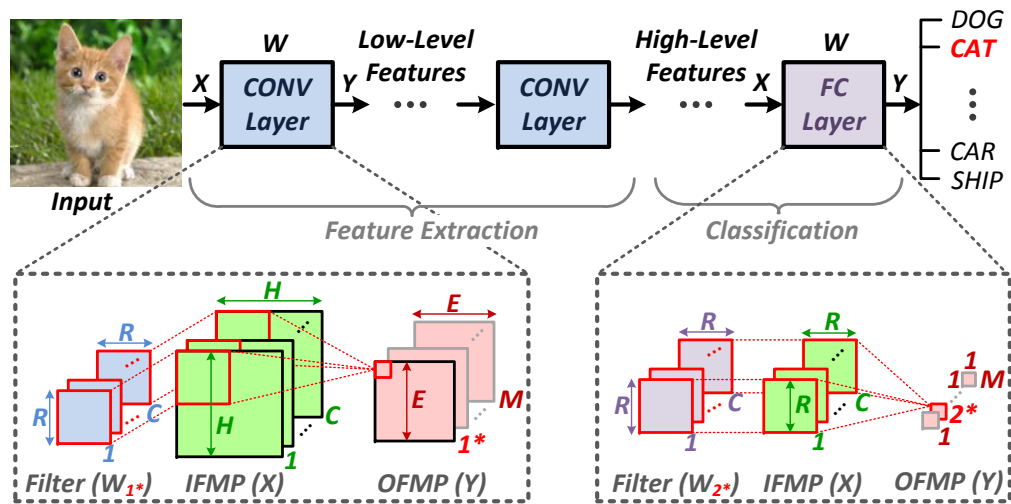 Input
X
W
CONV
Layer
Y
Low-Level
Features
CONV
Layer
High-Level
Features
X
W
FC
Layer
Y
DOG
CAT
CAR
SHIP
Feature Extraction
Classification
R
R
C
1
Filter (W1*)
H
H
C
1
IFMP (X)
E
E
M
1*
OFMP (Y)
R
R
C
1
Filter (W2*)
R
R
C
1
IFMP (X)
1
1
M
2*
1
OFMP (Y)